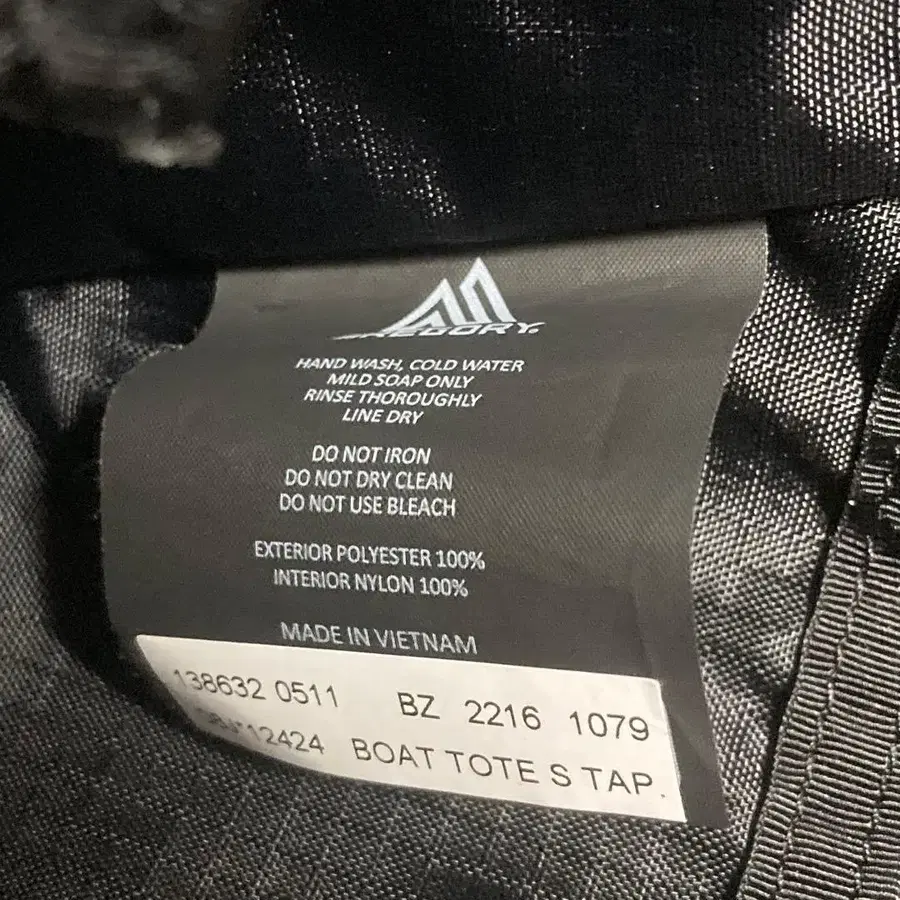 GREGORY.
HAND WASH, COLD WATER
MILD SOAP ONLY
RINSE THOROUGHLY
LINE DRY
DO NOT IRON
DO NOT DRY CLEAN
DO NOT USE BLEACH
EXTERIOR POLYESTER 100%
INTERIOR NYLON 100%
MADE IN VIETNAM
138632 0511 BZ 2216 1079
BOAT TOTE S TAP.